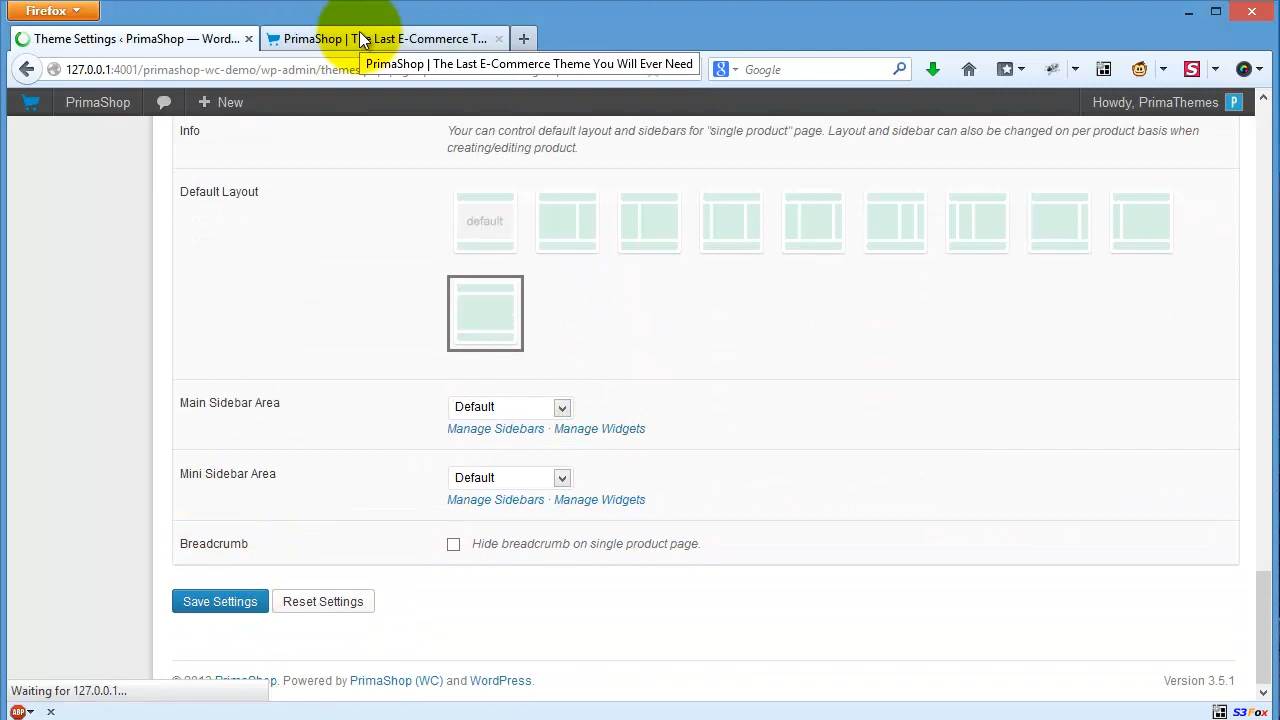 Firefox
Theme Settings ‹ PrimaShop — Word...
PrimaShop | The Last E-Commerce T...
127.0.0.1:4001/primashop-wc-demo/wp-admin/themes
Google
PrimaShop | The Last E-Commerce Theme You Will Ever Need
PrimaShop
New
Howdy, PrimaThemes
P
Info
Your can control default layout and sidebars for "single product" page. Layout and sidebar can also be changed on per product basis when
creating/editing product.
Default Layout
default
Main Sidebar Area
Default
Manage Sidebars · Manage Widgets
Mini Sidebar Area
Default
Manage Sidebars · Manage Widgets
Breadcrumb
Hide breadcrumb on single product page.
Save Settings
Reset Settings
PrimaShop. Powered by PrimaShop (WC) and WordPress.
Version 3.5.1
Waiting for 127.0.0.1...
ABP
S3Fox